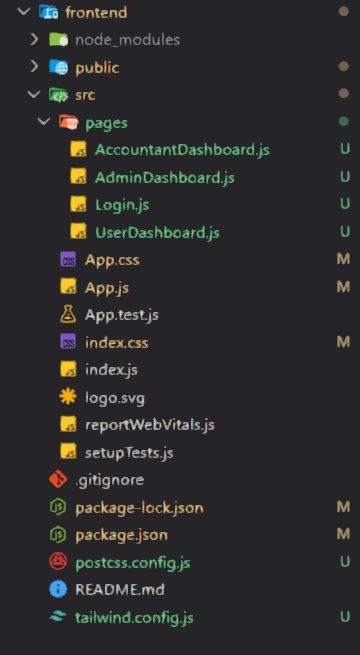 frontend
node_modules
public
src
pages
AccountantDashboard.js U
AdminDashboard.js U
Login.js U
UserDashboard.js U
App.css M
App.js M
App.test.js
index.css M
index.js
logo.svg
reportWebVitals.js
setupTests.js
.gitignore
package-lock.json M
package.json M
postcss.config.js U
README.md
tailwind.config.js U